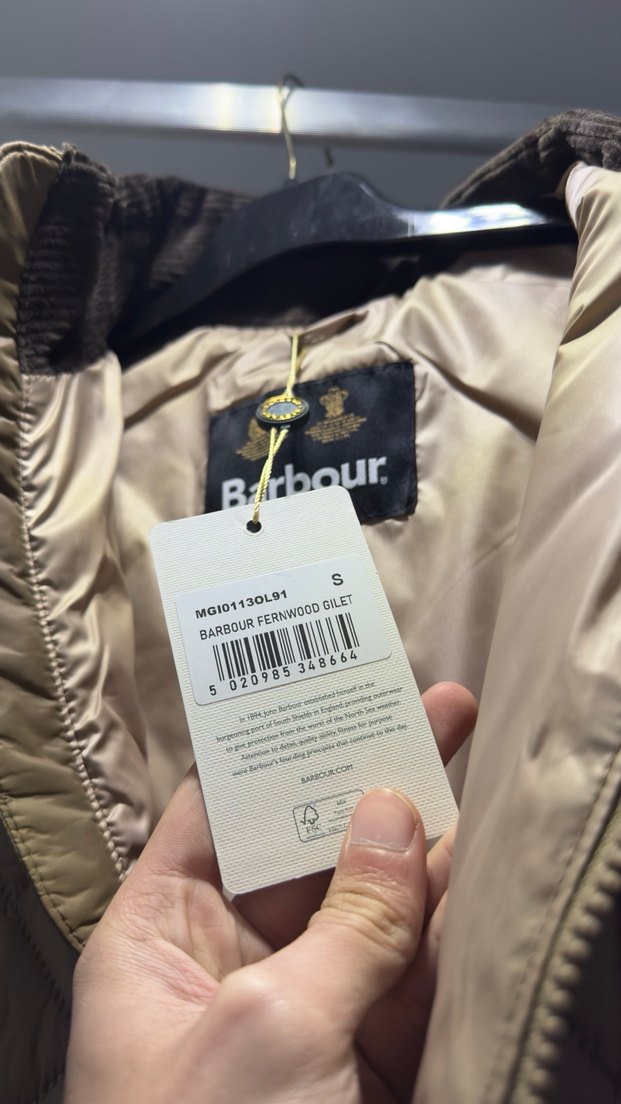 Barbour.
S
MGI0113OL91
BARBOUR FERNWOOD GILET
5 020985 348664
In 1894, John Barbour established himself in the
burgeoning port of South Shields in England, providing outerwear
to give protection from the worst of the North Sea weather.
Attention to detail, quality, ability, fitness for purpose
were Barbour's founding principles that continue to this day.
BARBOUR.COM
FSC
MIX